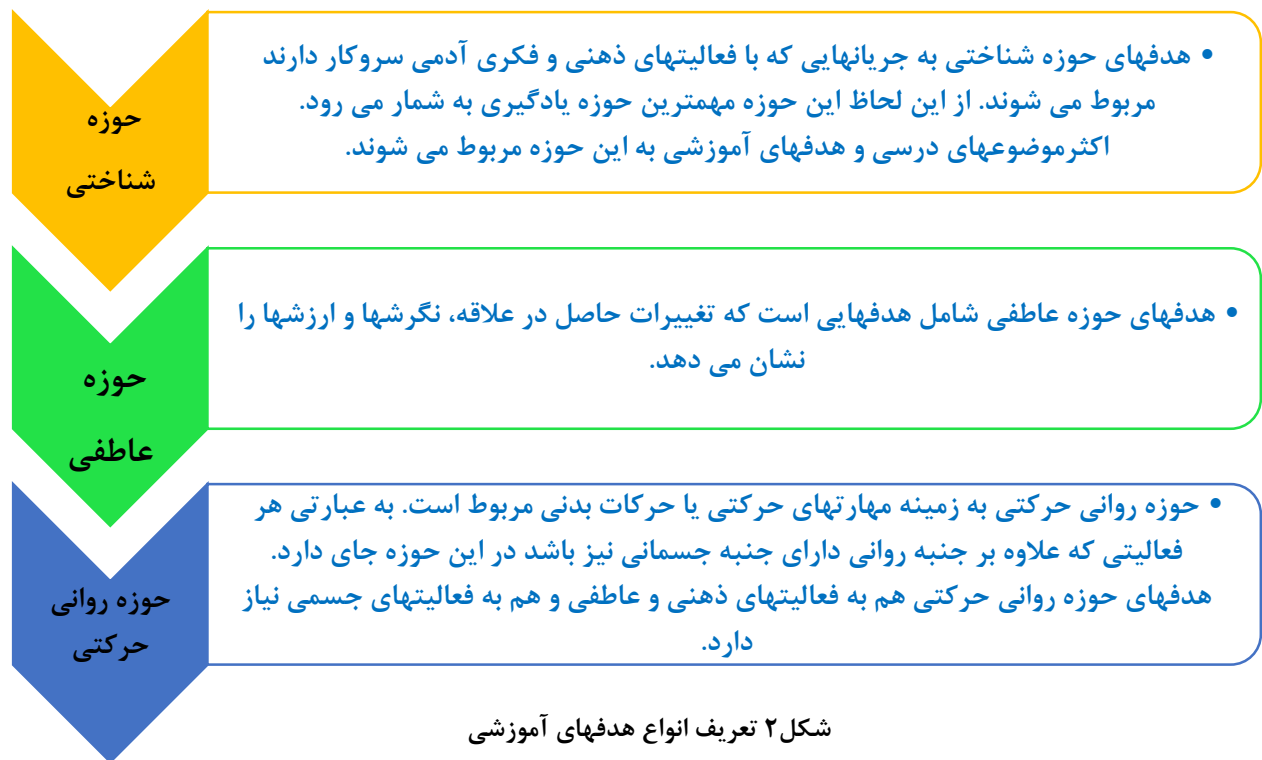 حوزه
شناختی
• هدفهای حوزه شناختی به جریانهایی که با فعالیتهای ذهنی و فکری آدمی سروکار دارند
مربوط می شوند. از این لحاظ این حوزه مهمترین حوزه یادگیری به شمار می رود.
اکثرموضوعهای درسی و هدفهای آموزشی به این حوزه مربوط می شوند.
حوزه
عاطفی
• هدفهای حوزه عاطفی شامل هدفهایی است که تغییرات حاصل در علاقه، نگرشها و ارزشها را
نشان می دهد.
حوزه روانی
حرکتی
• حوزه روانی حرکتی به زمینه مهارتهای حرکتی یا حرکات بدنی مربوط است. به عبارتی هر
فعالیتی که علاوه بر جنبه روانی دارای جنبه جسمانی نیز باشد در این حوزه جای دارد.
هدفهای حوزه روانی حرکتی هم به فعالیتهای ذهنی و عاطفی و هم به فعالیتهای جسمی نیاز
دارد.
شکل۲ تعریف انواع هدفهای آموزشی